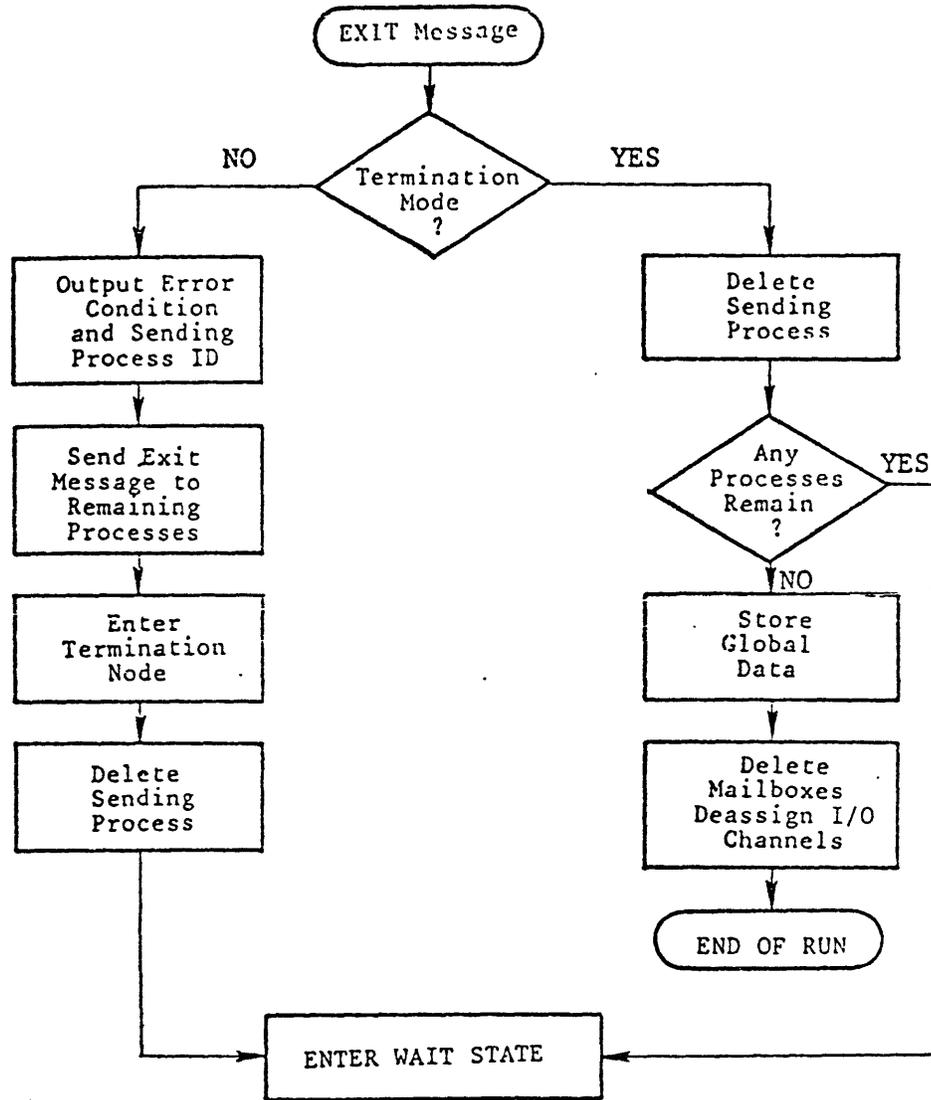 EXIT Message
Termination
Mode
?
NO
YES
Output Error
Condition
and Sending
Process ID
Send Exit
Message to
Remaining
Processes
Enter
Termination
Node
Delete
Sending
Process
Delete
Sending
Process
Any
Processes
Remain
?
YES
NO
Store
Global
Data
Delete
Mailboxes
Deassign I/O
Channels
END OF RUN
ENTER WAIT STATE